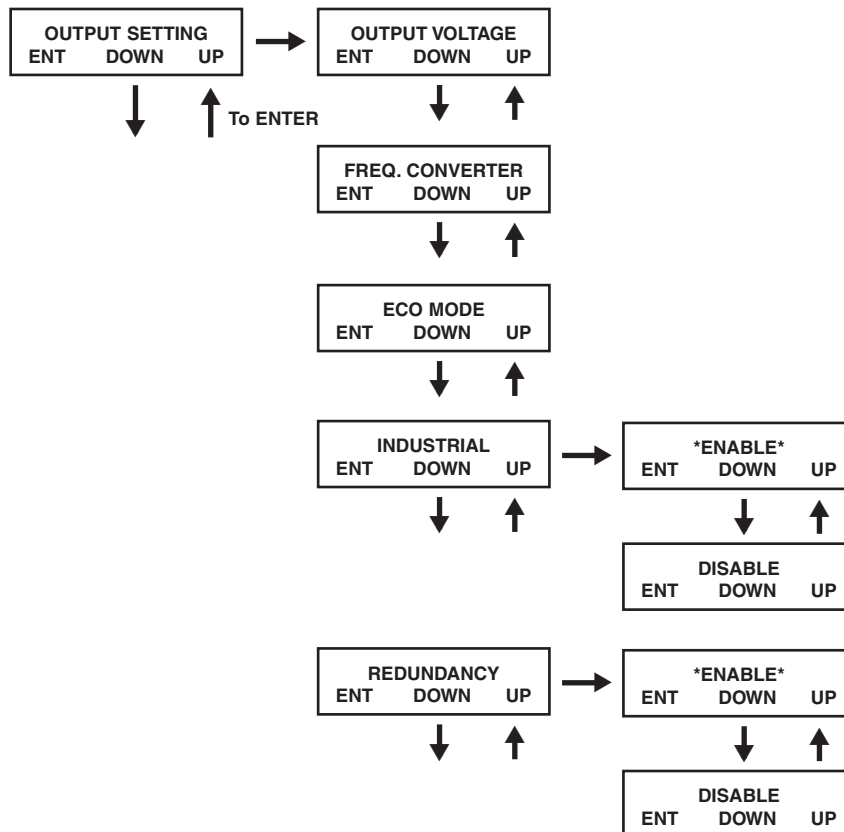 OUTPUT SETTING
ENT DOWN UP
To ENTER
OUTPUT VOLTAGE
ENT DOWN UP
FREQ. CONVERTER
ENT DOWN UP
ECO MODE
ENT DOWN UP
INDUSTRIAL
ENT DOWN UP
*ENABLE*
ENT DOWN UP
DISABLE
ENT DOWN UP
REDUNDANCY
ENT DOWN UP
*ENABLE*
ENT DOWN UP
DISABLE
ENT DOWN UP